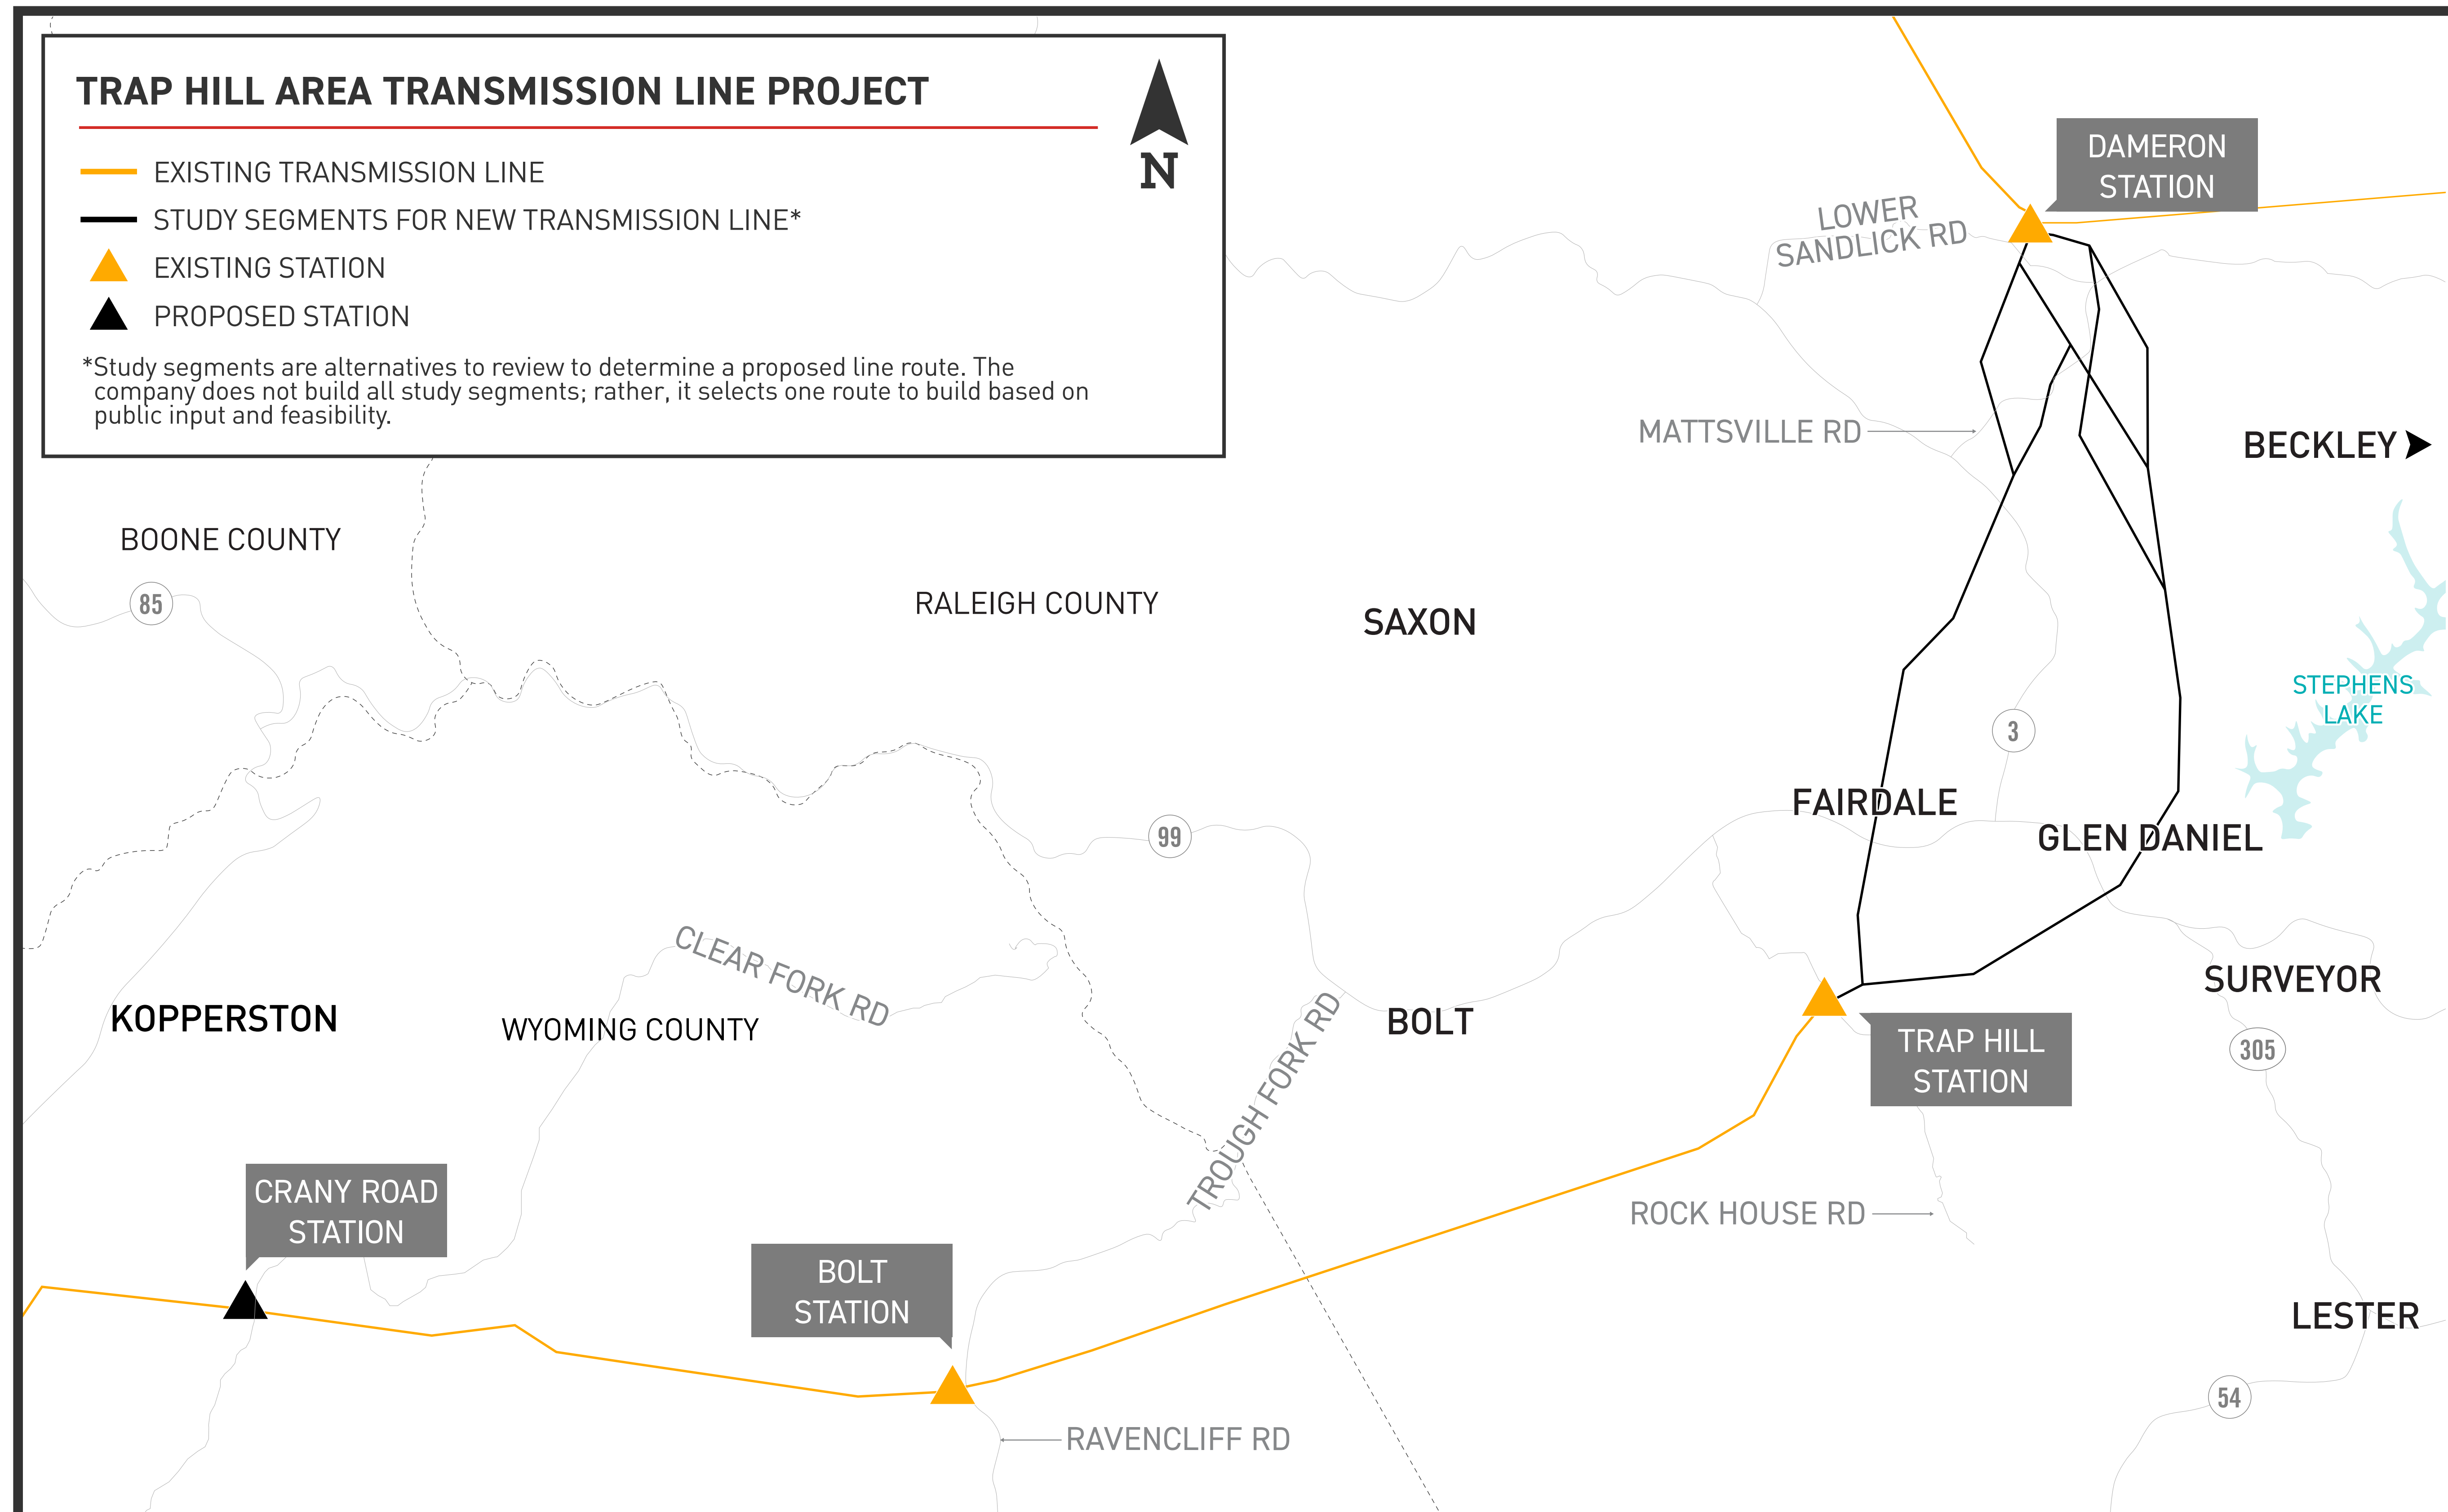 TRAP HILL AREA TRANSMISSION LINE PROJECT
N
EXISTING TRANSMISSION LINE
STUDY SEGMENTS FOR NEW TRANSMISSION LINE*
EXISTING STATION
PROPOSED STATION
*Study segments are alternatives to review to determine a proposed line route. The
company does not build all study segments; rather, it selects one route to build based on
public input and feasibility.
DAMERON
STATION
LOWER
SANDLICK RD
MATTSVILLE RD
BECKLEY
BOONE COUNTY
85
RALEIGH COUNTY
SAXON
STEPHENS
LAKE
3
FAIRDALE
99
GLEN DANIEL
CLEAR FORK RD
SURVEYOR
KOPPERSTON
WYOMING COUNTY
TROUGH FORK RD
BOLT
TRAP HILL
STATION
305
CRANY ROAD
STATION
ROCK HOUSE RD
BOLT
STATION
LESTER
54
RAVENCLIFF RD